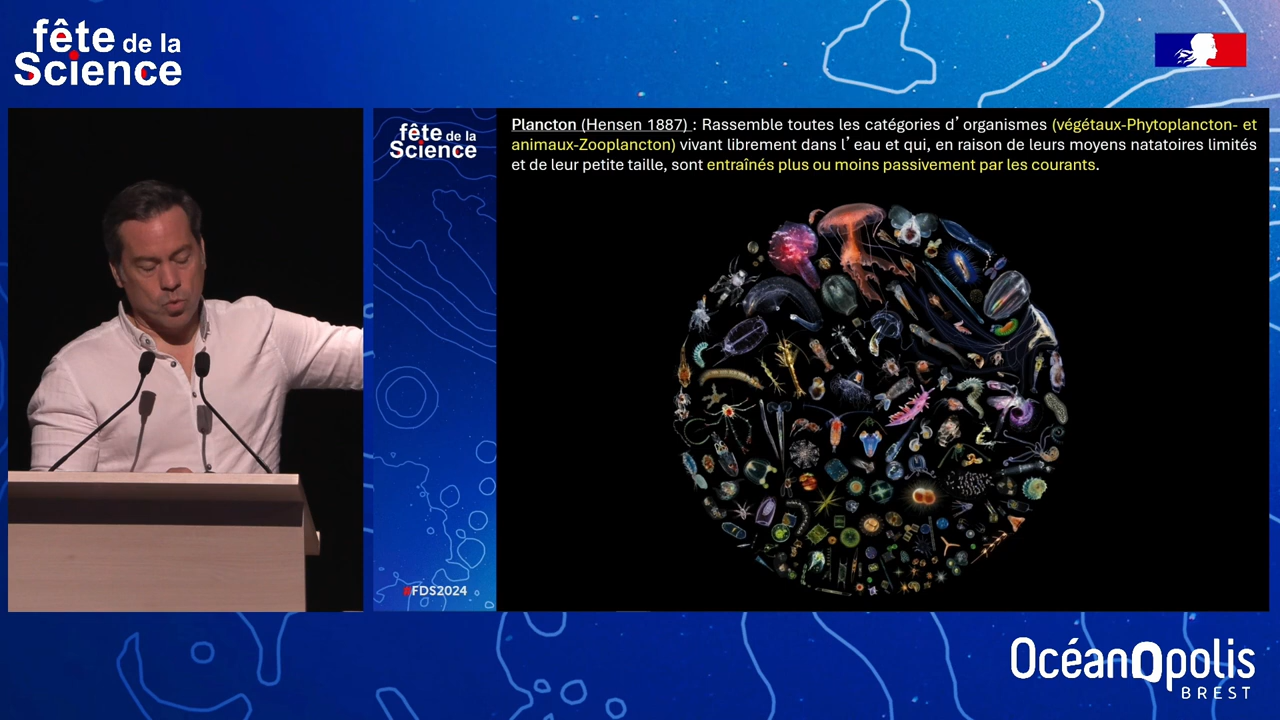 fête de la
Science
fête de la
Science
Plancton (Hensen 1887) : Rassemble toutes les catégories d’organismes (végétaux-Phytoplancton- et
animaux-Zooplancton) vivant librement dans l’eau et qui, en raison de leurs moyens natatoires limités
et de leur petite taille, sont entraînés plus ou moins passivement par les courants.
#FDS2024
OcéanOpolis
BREST